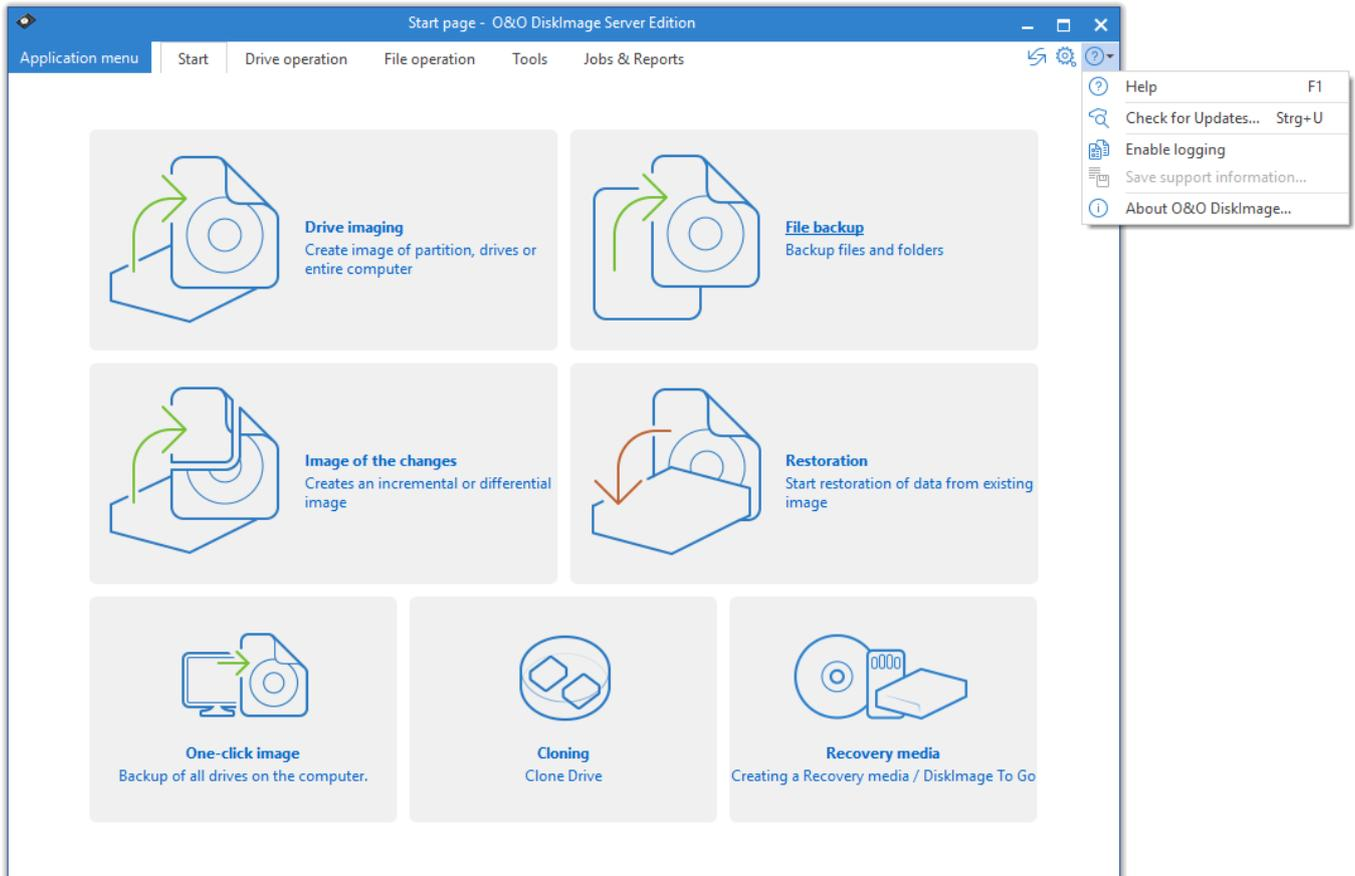 Start page - O&O DiskImage Server Edition
Application menu Start Drive operation File operation Tools Jobs & Reports
Help F1
Check for Updates... Strg+U
Enable logging
Save support information...
About O&O DiskImage...
Drive imaging
Create image of partition, drives or
entire computer
File backup
Backup files and folders
Image of the changes
Creates an incremental or differential
image
Restoration
Start restoration of data from existing
image
One-click image
Backup of all drives on the computer.
Cloning
Clone Drive
Recovery media
Creating a Recovery media / DiskImage To Go